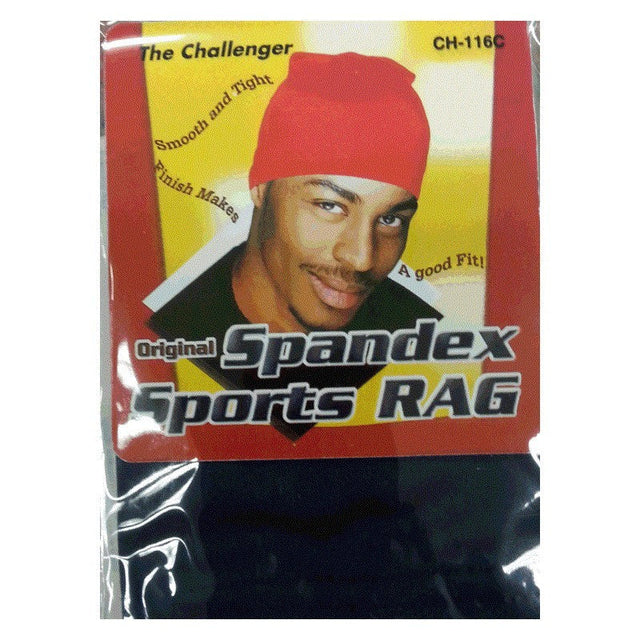 The Challenger
CH-116C
Smooth and Tight
Finish Makes
A good Fit!
Original Spandex
Sports RAG